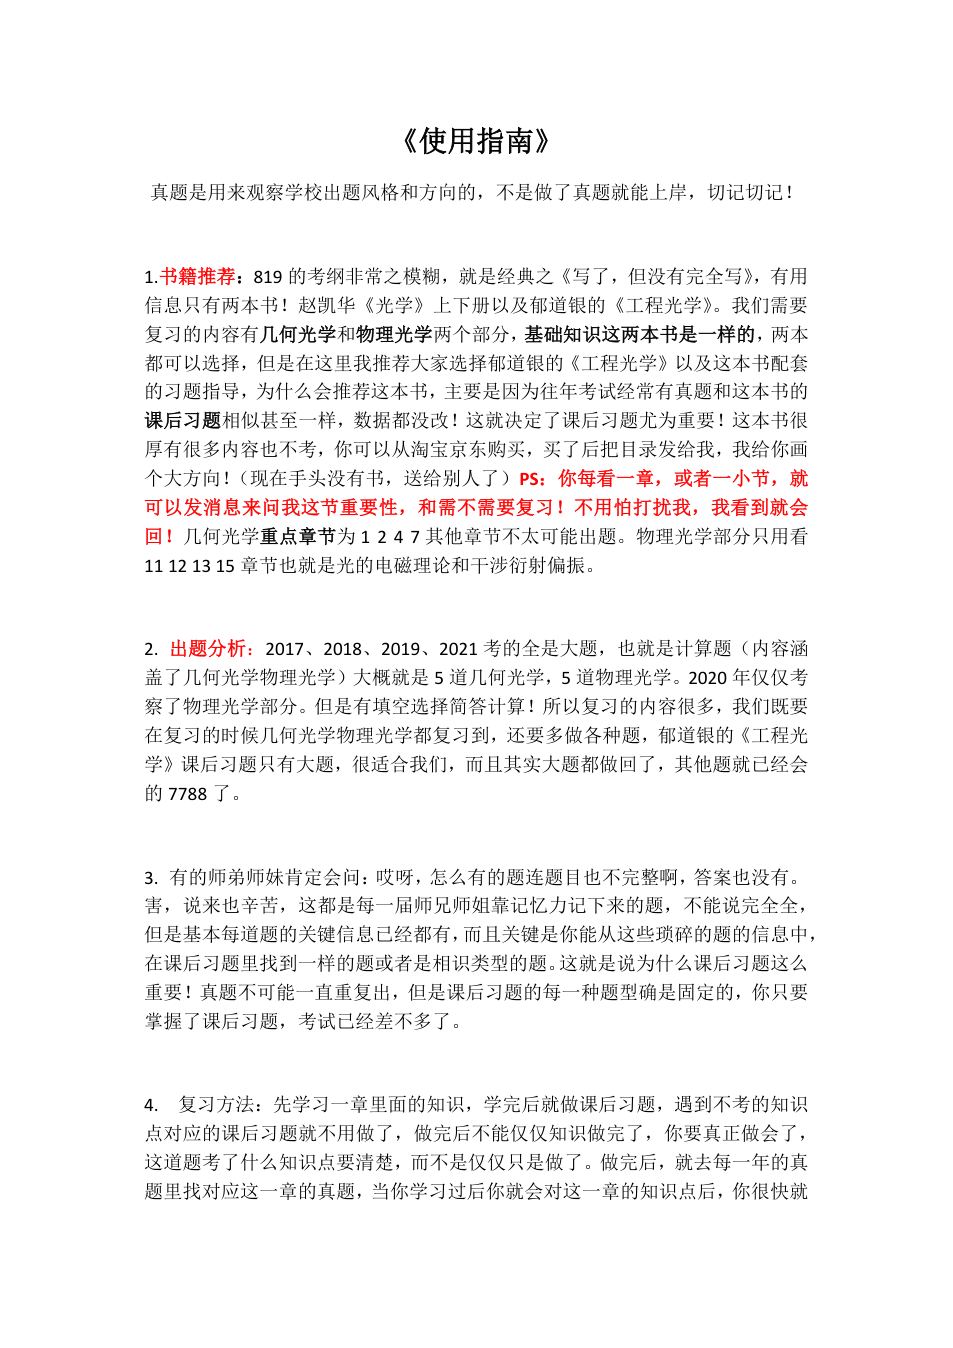 《使用指南》
真题是用来观察学校出题风格和方向的，不是做了真题就能上岸，切记切记！
1.书籍推荐：819 的考纲非常之模糊，就是经典之《写了，但没有完全写》，有用
信息只有两本书！赵凯华《光学》上下册以及郁道银的《工程光学》。我们需要
复习的内容有几何光学和物理光学两个部分，基础知识这两本书是一样的，两本
都可以选择，但是在这里我推荐大家选择郁道银的《工程光学》以及这本书配套
的习题指导，为什么会推荐这本书，主要是因为往年考试经常有真题和这本书的
课后习题相似甚至一样，数据都没改！这就决定了课后习题尤为重要！这本书很
厚有很多内容也不考，你可以从淘宝京东购买，买了后把目录发给我，我给你画
个大方向！（现在手头没有书，送给别人了）PS：你每看一章，或者一小节，就
可以发消息来问我这节重要性，和需不需要复习！不用怕打扰我，我看到就会
回！几何光学重点章节为 1 2 4 7 其他章节不太可能出题。物理光学部分只用看
11 12 13 15 章节也就是光的电磁理论和干涉衍射偏振。
2. 出题分析：2017、2018、2019、2021 考的全是大题，也就是计算题（内容涵
盖了几何光学物理光学）大概就是 5 道几何光学，5 道物理光学。2020 年仅仅考
察了物理光学部分。但是有填空选择简答计算！所以复习的内容很多，我们既要
在复习的时候几何光学物理光学都复习到，还要多做各种题，郁道银的《工程光
学》课后习题只有大题，很适合我们，而且其实大题都做回了，其他题就已经会
的 7788 了。
3. 有的师弟师妹肯定会问：哎呀，怎么有的题连题目也不完整啊，答案也没有。
害，说来也辛苦，这都是每一届师兄师姐靠记忆力记下来的题，不能说完全全，
但是基本每道题的关键信息已经都有，而且关键是你能从这些琐碎的题的信息中，
在课后习题里找到一样的题或者是相识类型的题。这就是说为什么课后习题这么
重要！真题不可能一直重复出，但是课后习题的每一种题型确是固定的，你只要
掌握了课后习题，考试已经差不多了。
4. 复习方法：先学习一章里面的知识，学完后就做课后习题，遇到不考的知识
点对应的课后习题就不用做了，做完后不能仅仅知识做完了，你要真正做会了，
这道题考了什么知识点要清楚，而不是仅仅只是做了。做完后，就去每一年的真
题里找对应这一章的真题，当你学习过后你就会对这一章的知识点后，你很快就